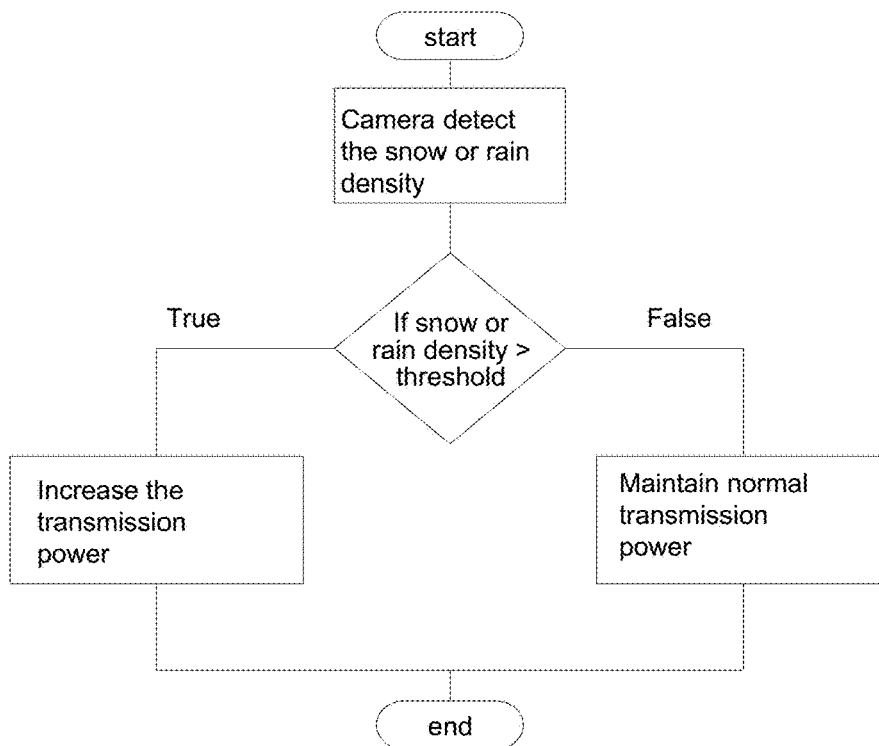 start
Camera detect
the snow or rain
density
If snow or
rain density >
threshold
True
False
Increase the
transmission
power
Maintain normal
transmission
power
end